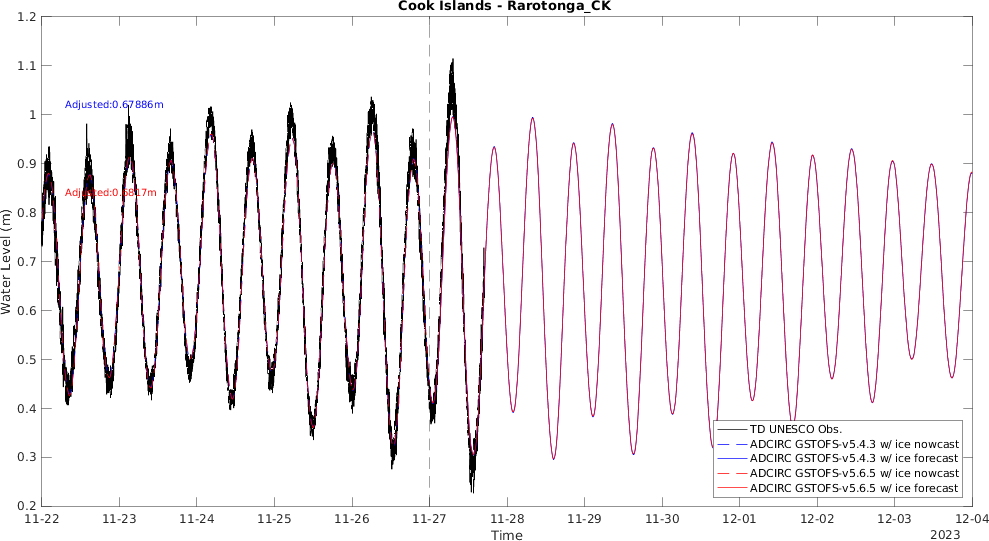 Cook Islands - Rarotonga_CK
1.2
1.1
1
0.9
0.8
0.7
0.6
0.5
0.4
0.3
0.2
Water Level (m)
Adjusted:0.67886m
Adjusted:0.6817m
TD UNESCO Obs.
ADCIRC GSTOFS-v5.4.3 w/ ice nowcast
ADCIRC GSTOFS-v5.4.3 w/ ice forecast
ADCIRC GSTOFS-v5.6.5 w/ ice nowcast
ADCIRC GSTOFS-v5.6.5 w/ ice forecast
11-22 11-23 11-24 11-25 11-26 11-27 11-28 11-29 11-30 12-01 12-02 12-03 12-04
Time
2023